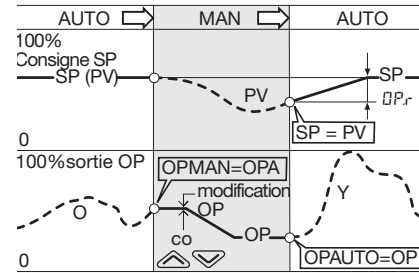 AUTO MAN AUTO
100%
Consigne SP
SP (PV)
SP
PV
OP.r
SP = PV
0
100%sortie OP
OPMAN=OPA
modification
OP
O
Y
co
OP
0
OPAUTO=OP